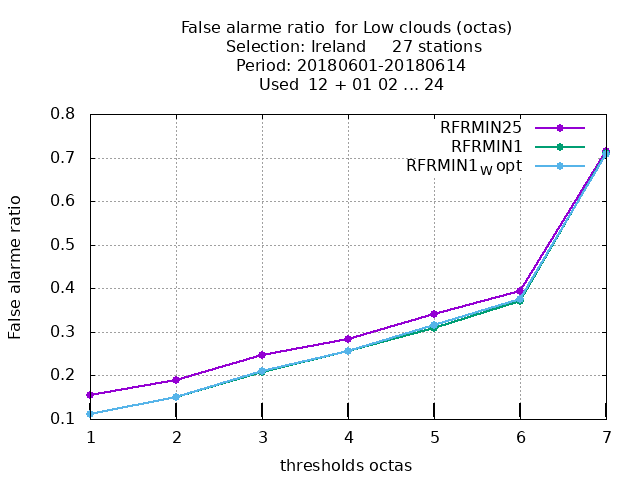 False alarme ratio  for Low clouds (octas)
Selection: Ireland     27 stations
Period: 20180601-20180614
Used  12 + 01 02 ... 24
RFRMIN25
RFRMIN1
RFRMIN1W opt
False alarme ratio
0.8
0.7
0.6
0.5
0.4
0.3
0.2
0.1
1 2 3 4 5 6 7
thresholds octas